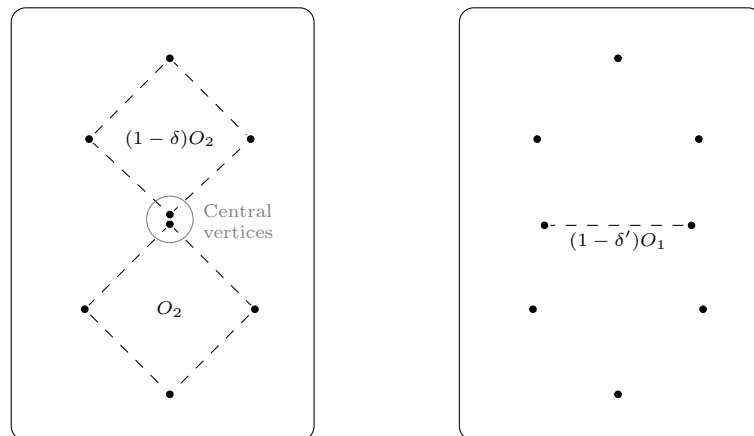 (1 − δ)O₂
Central
vertices
O₂
(1 − δ′)O₁